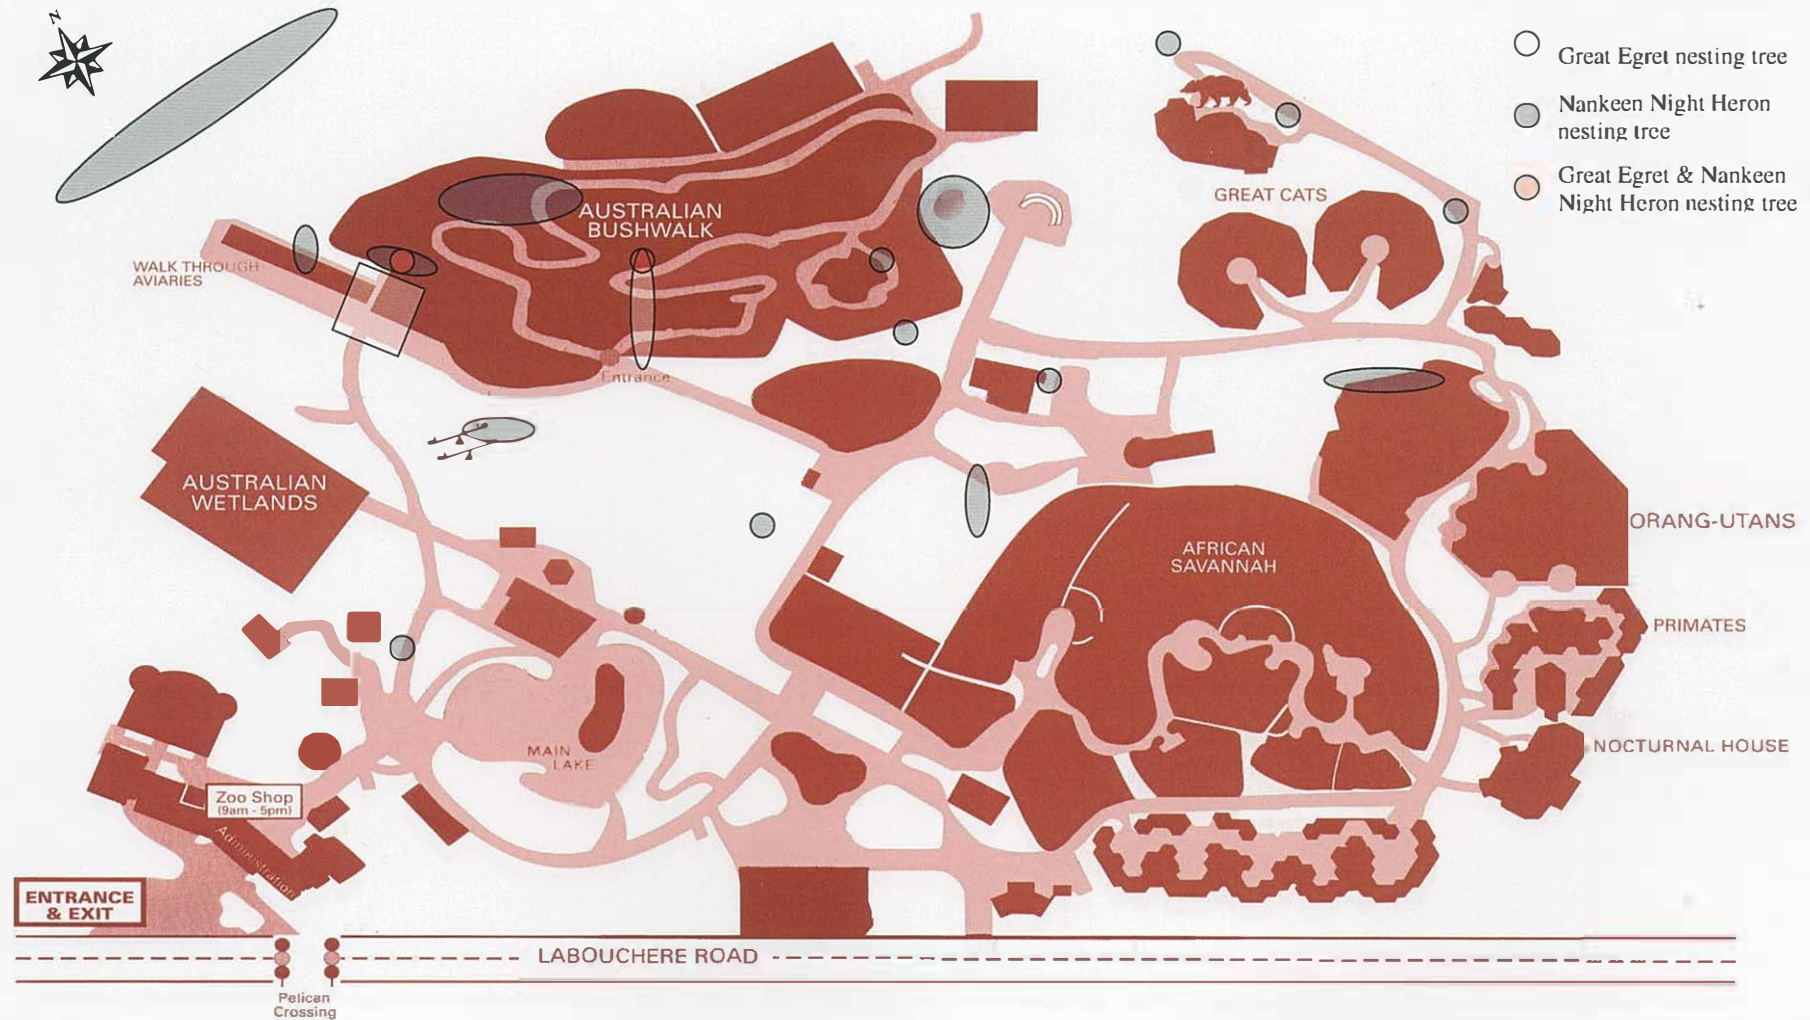 N
Great Egret nesting tree
Nankeen Night Heron
nesting tree
Great Egret & Nankeen
Night Heron nesting tree
GREAT CATS
AUSTRALIAN
BUSHWALK
WALK THROUGH
AVIARIES
Entrance
AUSTRALIAN
WETLANDS
ORANG-UTANS
AFRICAN
SAVANNAH
PRIMATES
NOCTURNAL HOUSE
MAIN
LAKE
Zoo Shop
(9am - 5pm)
Administration
ENTRANCE
& EXIT
LABOUCHERE ROAD
Pelican
Crossing